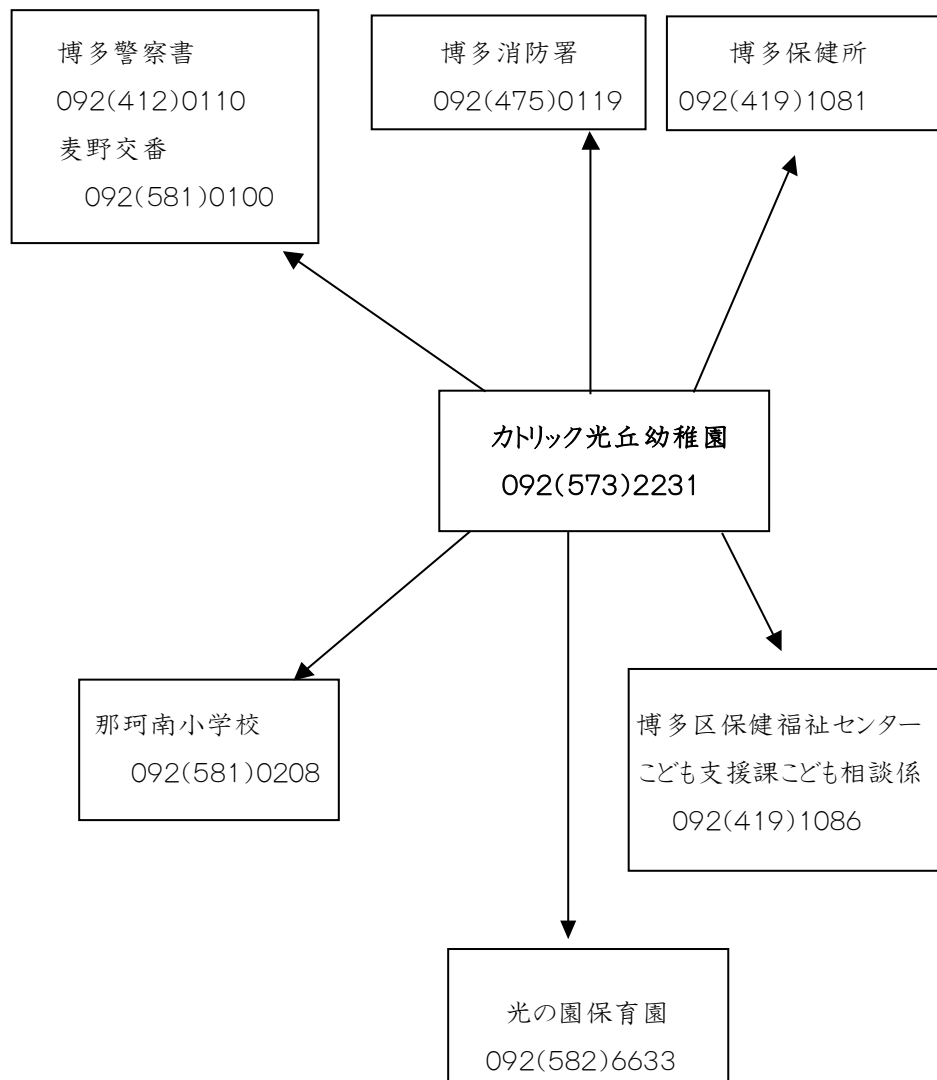 博多警察書
092(412)0110
麦野交番
092(581)0100
博多消防署
092(475)0119
博多保健所
092(419)1081
カトリック光丘幼稚園
092(573)2231
那珂南小学校
092(581)0208
博多区保健福祉センター
こども支援課こども相談係
092(419)1086
光の園保育園
092(582)6633